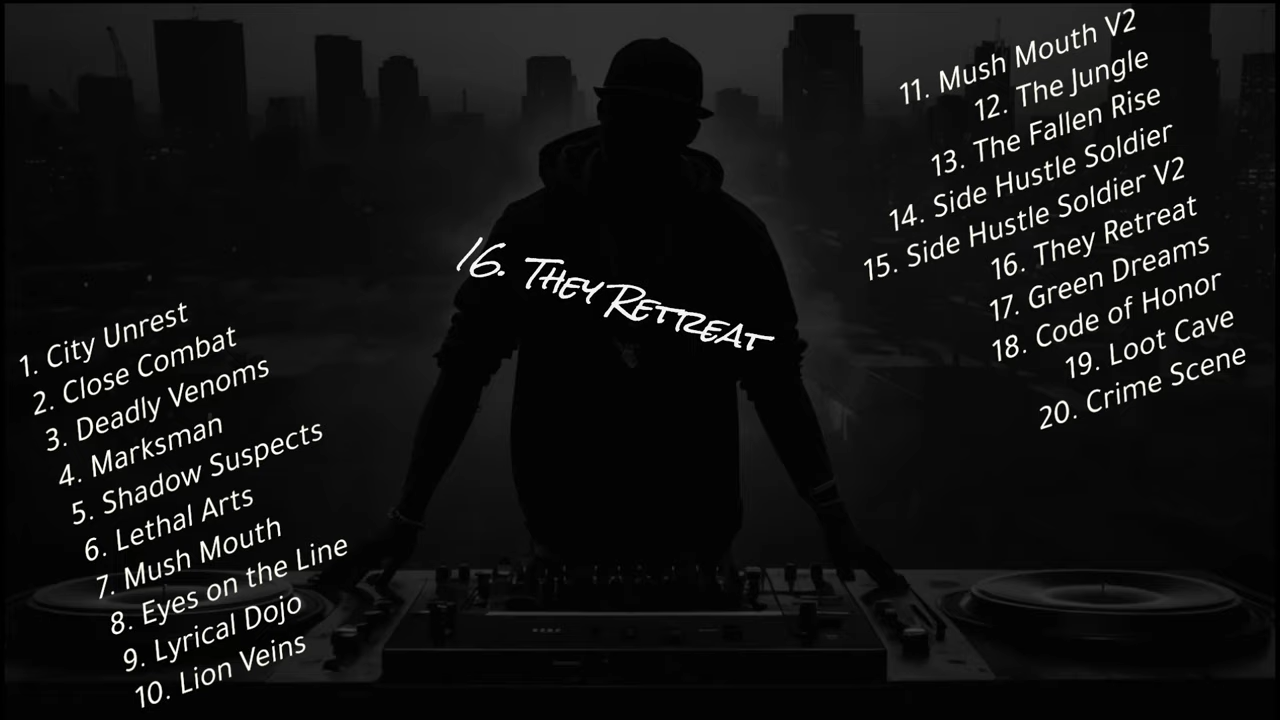 1. City Unrest
2. Close Combat
3. Deadly Venoms
4. Marksman
5. Shadow Suspects
6. Lethal Arts
7. Mush Mouth
8. Eyes on the Line
9. Lyrical Dojo
10. Lion Veins
16. They Retreat
11. Mush Mouth V2
12. The Jungle
13. The Fallen Rise
14. Side Hustle Soldier
15. Side Hustle Soldier V2
16. They Retreat
17. Green Dreams
18. Code of Honor
19. Loot Cave
20. Crime Scene